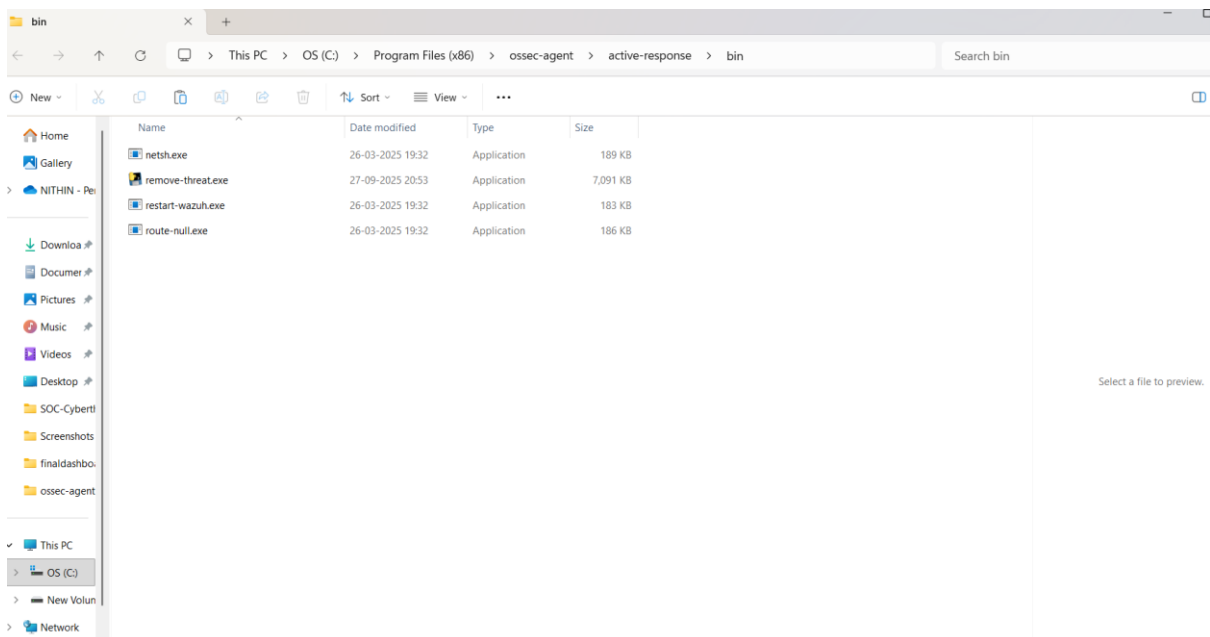 bin
This PC > OS (C:) > Program Files (x86) > ossec-agent > active-response > bin
Search bin
New
Sort
View
Name Date modified Type Size
netsh.exe 26-03-2025 19:32 Application 189 KB
remove-threat.exe 27-09-2025 20:53 Application 7,091 KB
restart-wazuh.exe 26-03-2025 19:32 Application 183 KB
route-null.exe 26-03-2025 19:32 Application 186 KB
Home
Gallery
NITHIN - Per
Downloa
Documer
Pictures
Music
Videos
Desktop
SOC-Cyberth
Screenshots
finaldashboa
ossec-agent
This PC
OS (C:)
New Volun
Network
Select a file to preview.